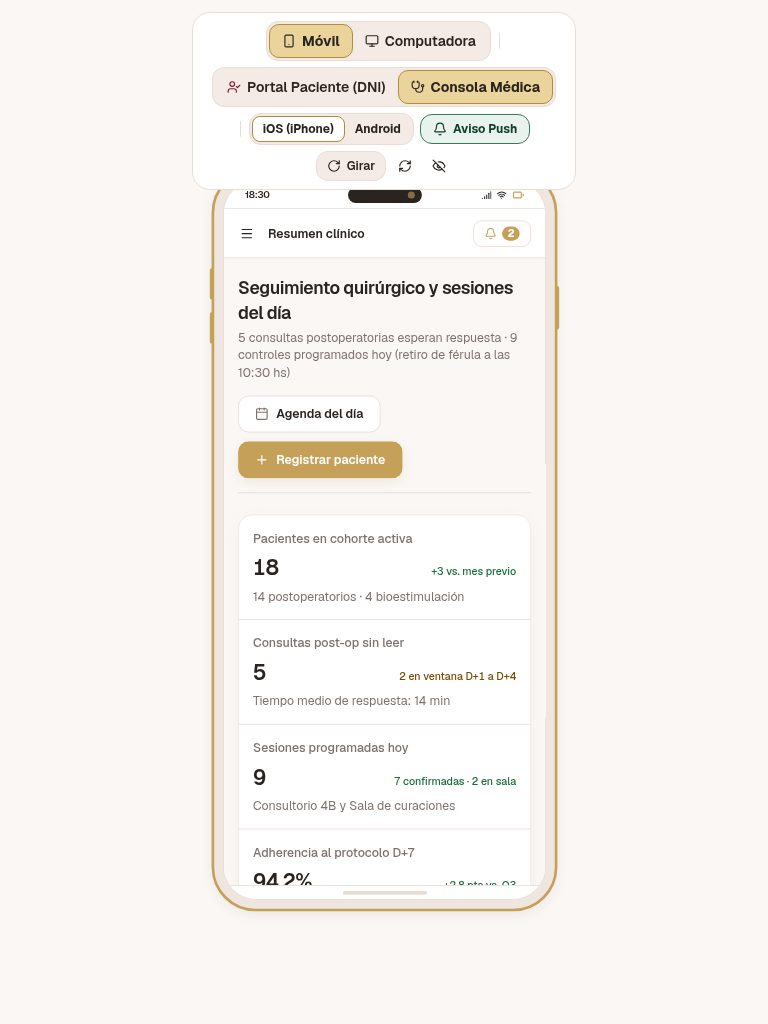 Móvil
Computadora
Portal Paciente (DNI)
Consola Médica
iOS (iPhone)
Android
Aviso Push
Girar
18:30
Resumen clínico
2
Seguimiento quirúrgico y sesiones
del día
5 consultas postoperatorias esperan respuesta · 9
controles programados hoy (retiro de férula a las
10:30 hs)
Agenda del día
Registrar paciente
Pacientes en cohorte activa
18
+3 vs. mes previo
14 postoperatorios · 4 bioestimulación
Consultas post-op sin leer
5
2 en ventana D+1 a D+4
Tiempo medio de respuesta: 14 min
Sesiones programadas hoy
9
7 confirmadas · 2 en sala
Consultorio 4B y Sala de curaciones
Adherencia al protocolo D+7
94.2%